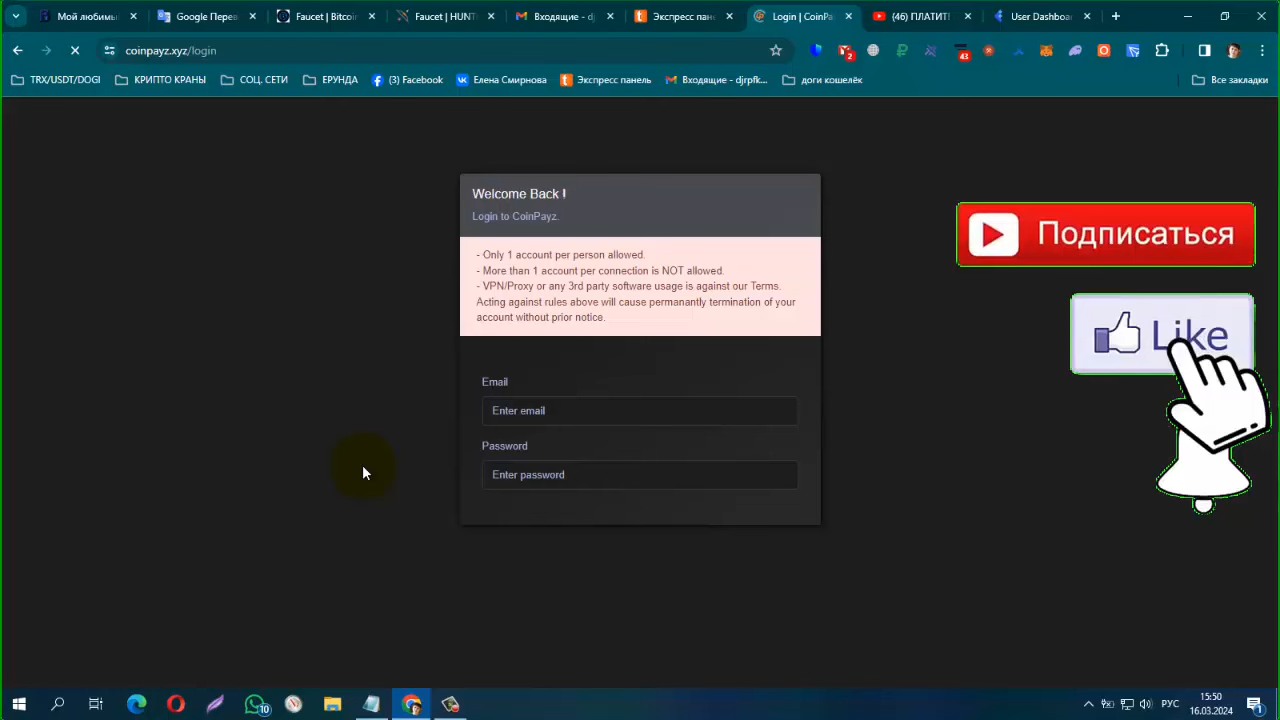 Мой любимы
Google Перев
Faucet | Bitcoin
Faucet | HUNT
Входящие - dj
Экспресс пан
Login | CoinPa
(46) ПЛАТИТ!
User Dashboa
coinpayz.xyz/login
2
43
TRX/USDT/DOGI
КРИПТО КРАНЫ
СОЦ. СЕТИ
ЕРУНДА
(3) Facebook
Елена Смирнова
Экспресс панель
Входящие - djrpfk...
доги кошелёк
Все закладки
Welcome Back !
Login to CoinPayz.
- Only 1 account per person allowed.
- More than 1 account per connection is NOT allowed.
- VPN/Proxy or any 3rd party software usage is against our Terms.
Acting against rules above will cause permanantly termination of your
account without prior notice.
Email
Enter email
Password
Enter password
Подписаться
Like
10
РУС
15:50
16.03.2024
1